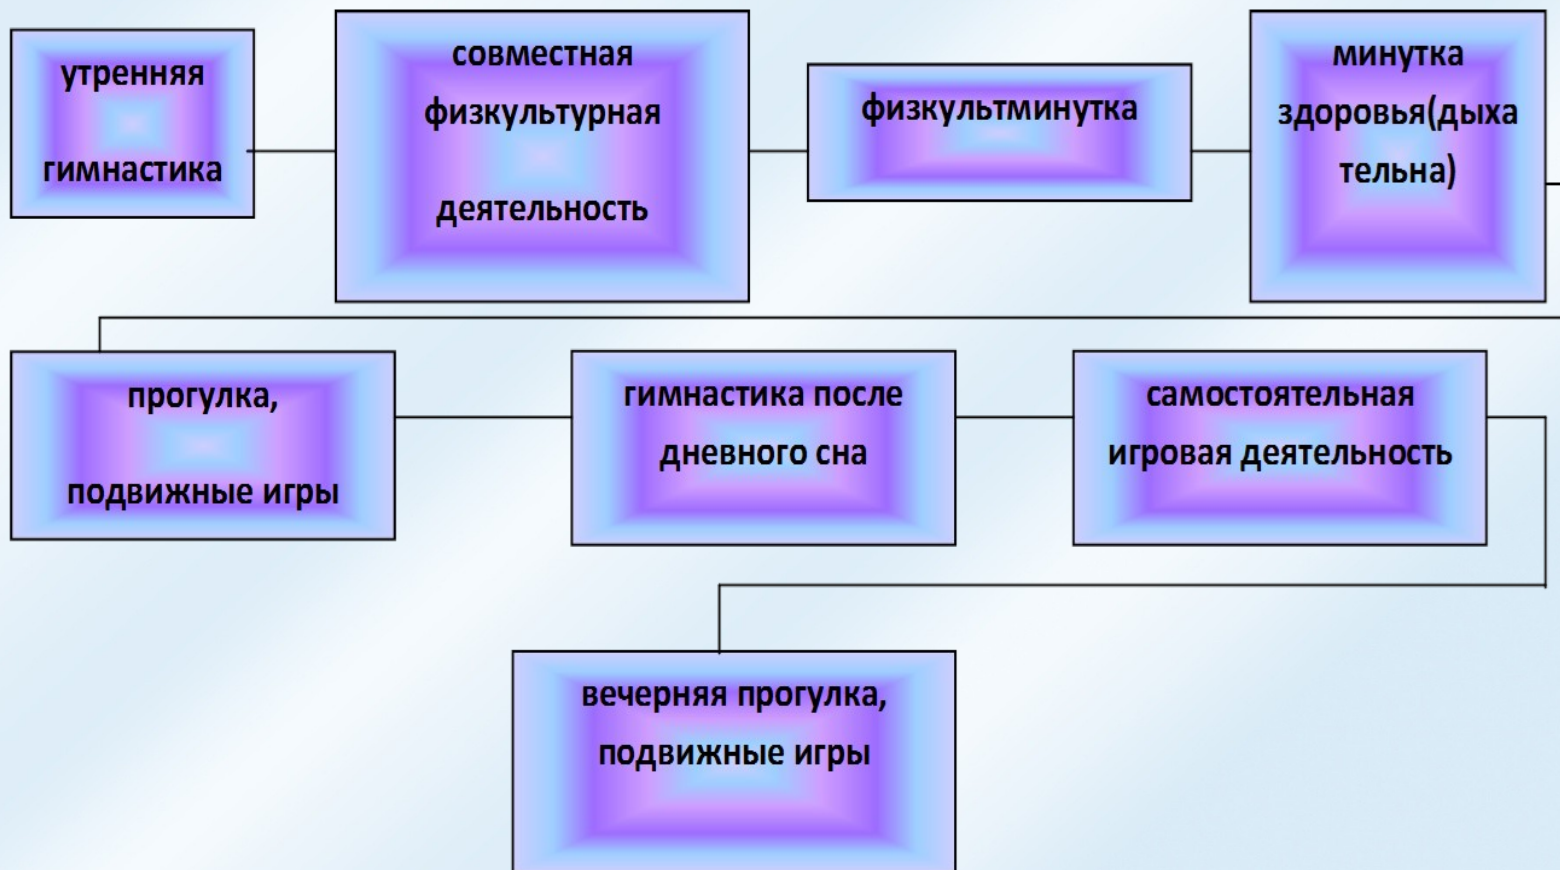 утренняя
гимнастика
совместная
физкультурная
деятельность
физкультминутка
минутка
здоровья(дыха
тельна)
прогулка,
подвижные игры
гимнастика после
дневного сна
самостоятельная
игровая деятельность
вечерняя прогулка,
подвижные игры